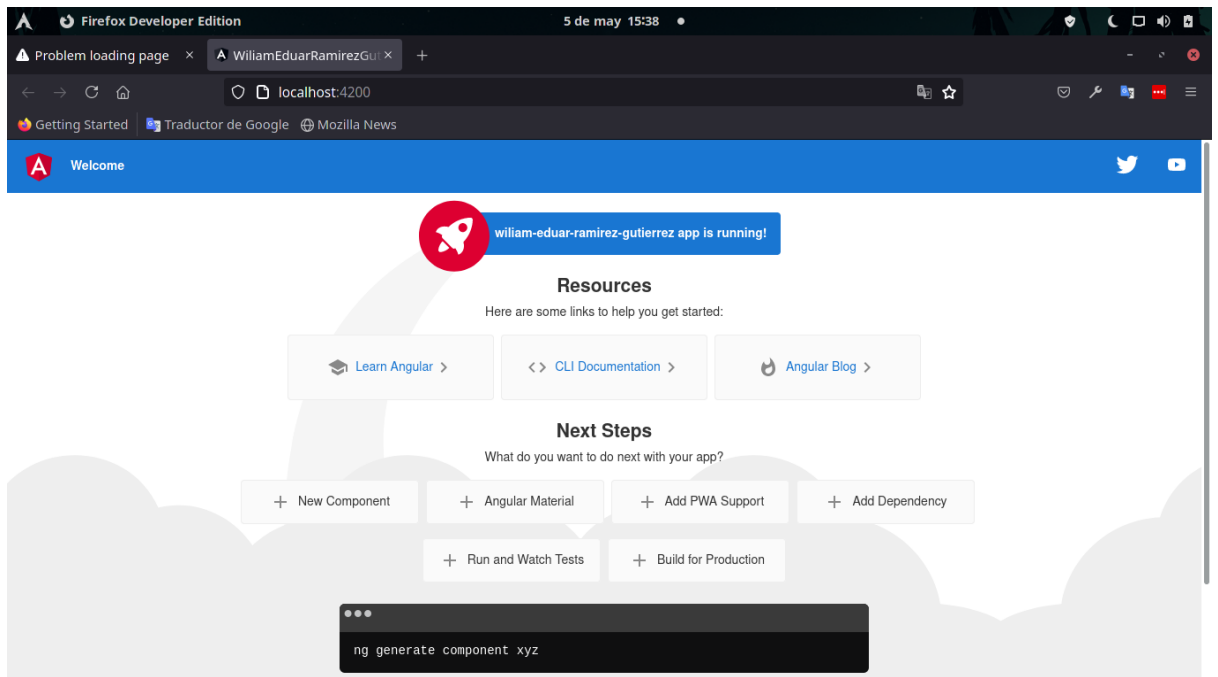 Firefox Developer Edition 5 de may 15:38
Problem loading page WiliamEduarRamirezGut
localhost:4200
Getting Started Traductor de Google Mozilla News
Welcome
wiliam-eduar-ramirez-gutierrez app is running!
Resources
Here are some links to help you get started:
Learn Angular CLI Documentation Angular Blog
Next Steps
What do you want to do next with your app?
New Component Angular Material Add PWA Support Add Dependency
Run and Watch Tests Build for Production
ng generate component xyz